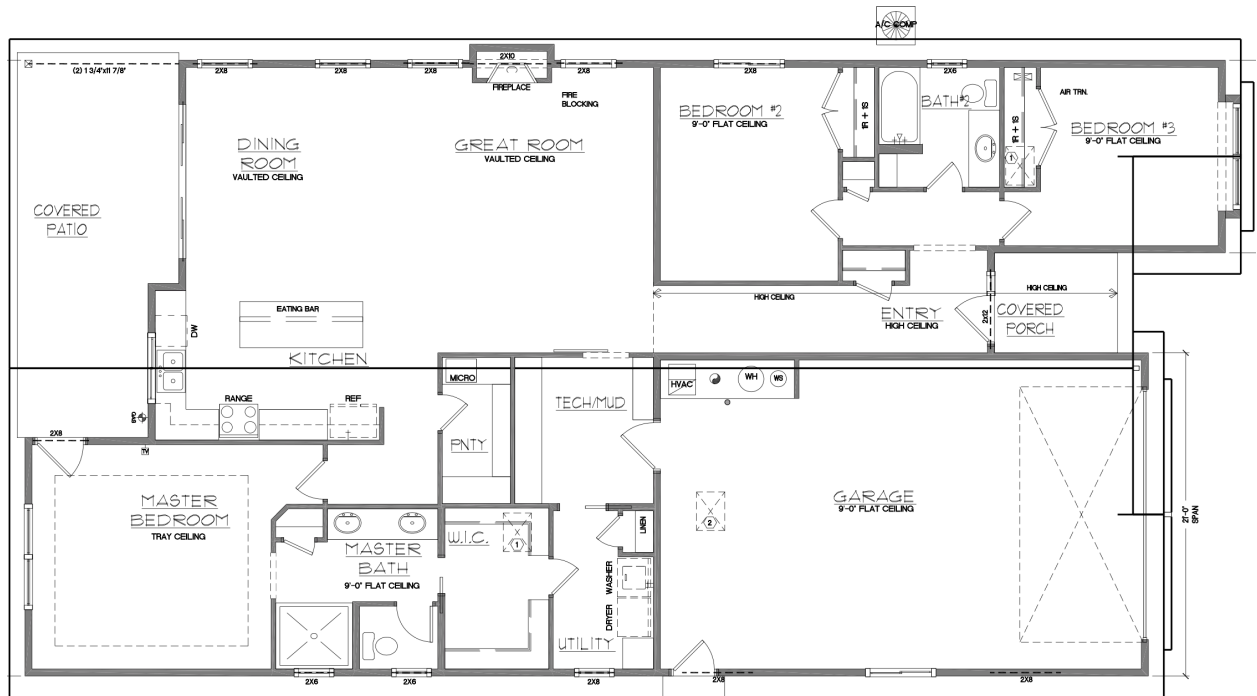 A/C COMP
(2) 1 3/4"x11 7/8"
2X8
2X8
2X8
2X10
2X8
2X8
2X6
FIREPLACE
FIRE
BLOCKING
AIR TRN.
BEDROOM #2
9'-0" FLAT CEILING
1R + 1S
BATH#2
1R + 1S
1
BEDROOM #3
9'-0" FLAT CEILING
DINING
ROOM
VAULTED CEILING
GREAT ROOM
VAULTED CEILING
COVERED
PATIO
HIGH CEILING
HIGH CEILING
EATING BAR
DW
ENTRY
HIGH CEILING
2x12
COVERED
PORCH
KITCHEN
MICRO
HVAC
WH
WS
RANGE
REF
TECH/MUD
PNTY
2X8
TV
MASTER
BEDROOM
TRAY CEILING
GARAGE
9'-0" FLAT CEILING
2
21'-0"
SPAN
W.I.C.
1
LINEN
MASTER
BATH
9'-0" FLAT CEILING
WASHER
DRYER
UTILITY
2X6
2X6
2X8
2X8
2X8